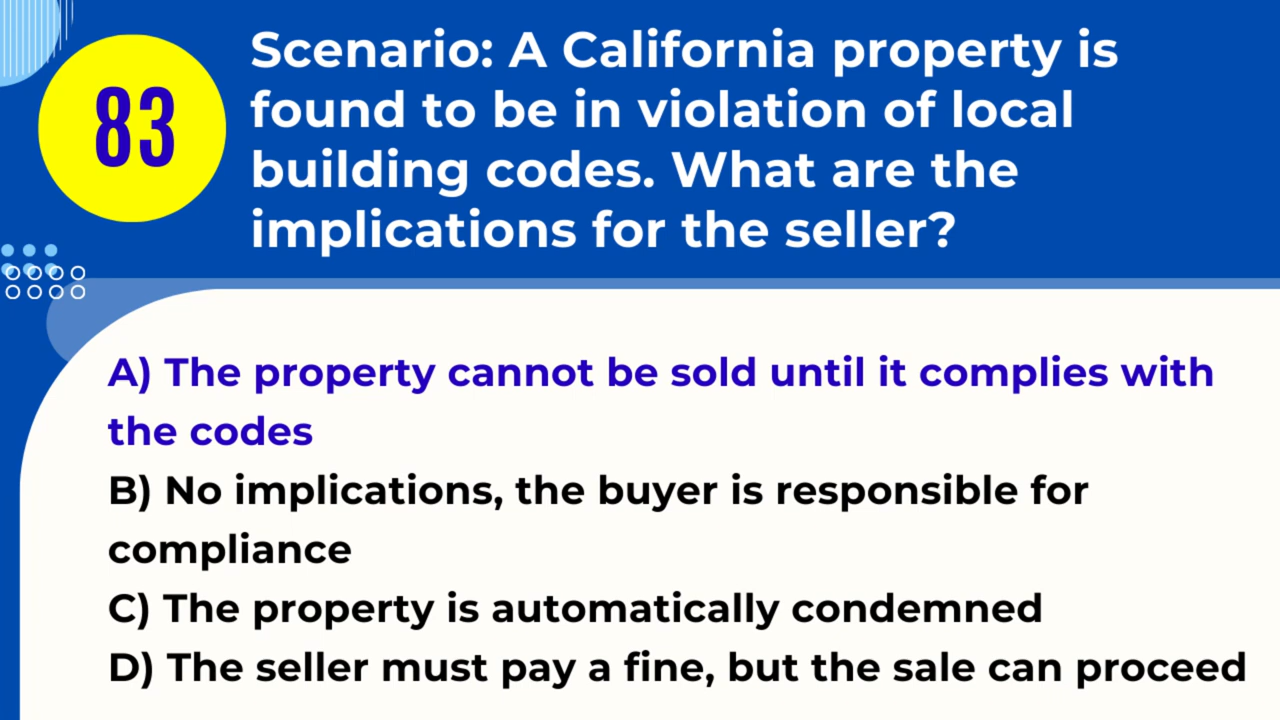 83
Scenario: A California property is
found to be in violation of local
building codes. What are the
implications for the seller?
A) The property cannot be sold until it complies with
the codes
B) No implications, the buyer is responsible for
compliance
C) The property is automatically condemned
D) The seller must pay a fine, but the sale can proceed